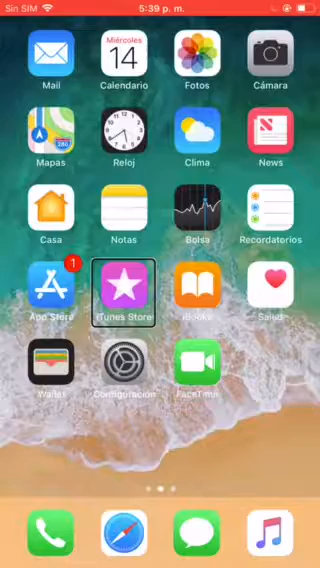 Sin SIM 5:39 p. m.
Miércoles
14
280
Mail Calendario Fotos Cámara
Mapas Reloj Clima News
Casa Notas Bolsa Recordatorios
1
App Store iTunes Store iBooks Salud
Wallet Configuración FaceTime